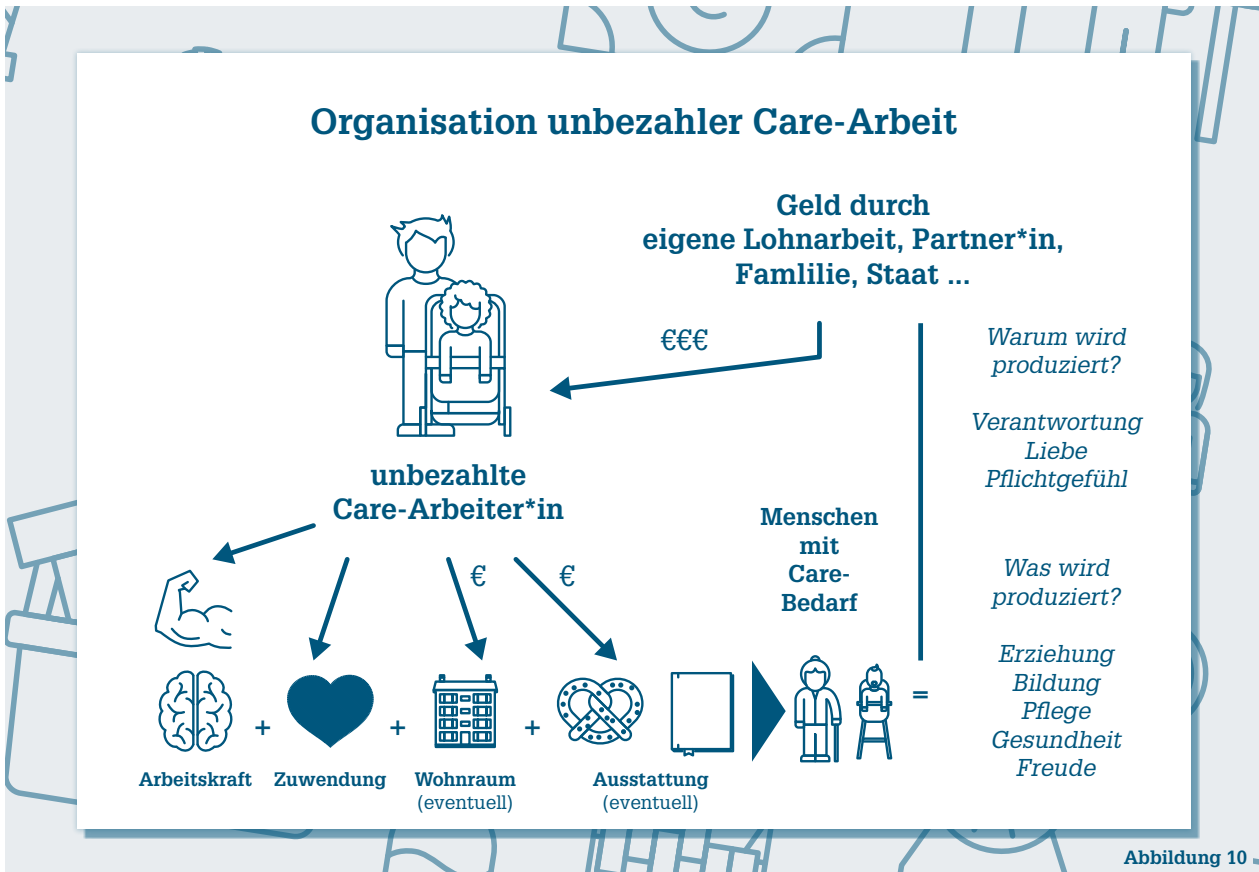 Organisation unbezahler Care-Arbeit
Geld durch
eigene Lohnarbeit, Partner*in,
Famlilie, Staat ...
€€€
unbezahlte
Care-Arbeiter*in
€
€
Menschen
mit
Care-
Bedarf
+
+
+
=
Arbeitskraft
Zuwendung
Wohnraum
(eventuell)
Ausstattung
(eventuell)
Warum wird
produziert?
Verantwortung
Liebe
Pflichtgefühl
Was wird
produziert?
Erziehung
Bildung
Pflege
Gesundheit
Freude
Abbildung 10